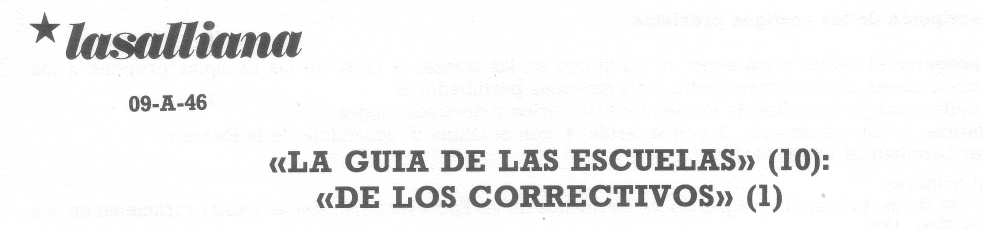 ★ lasalliana
09-A-46
«LA GUIA DE LAS ESCUELAS» (10):
«DE LOS CORRECTIVOS» (1)